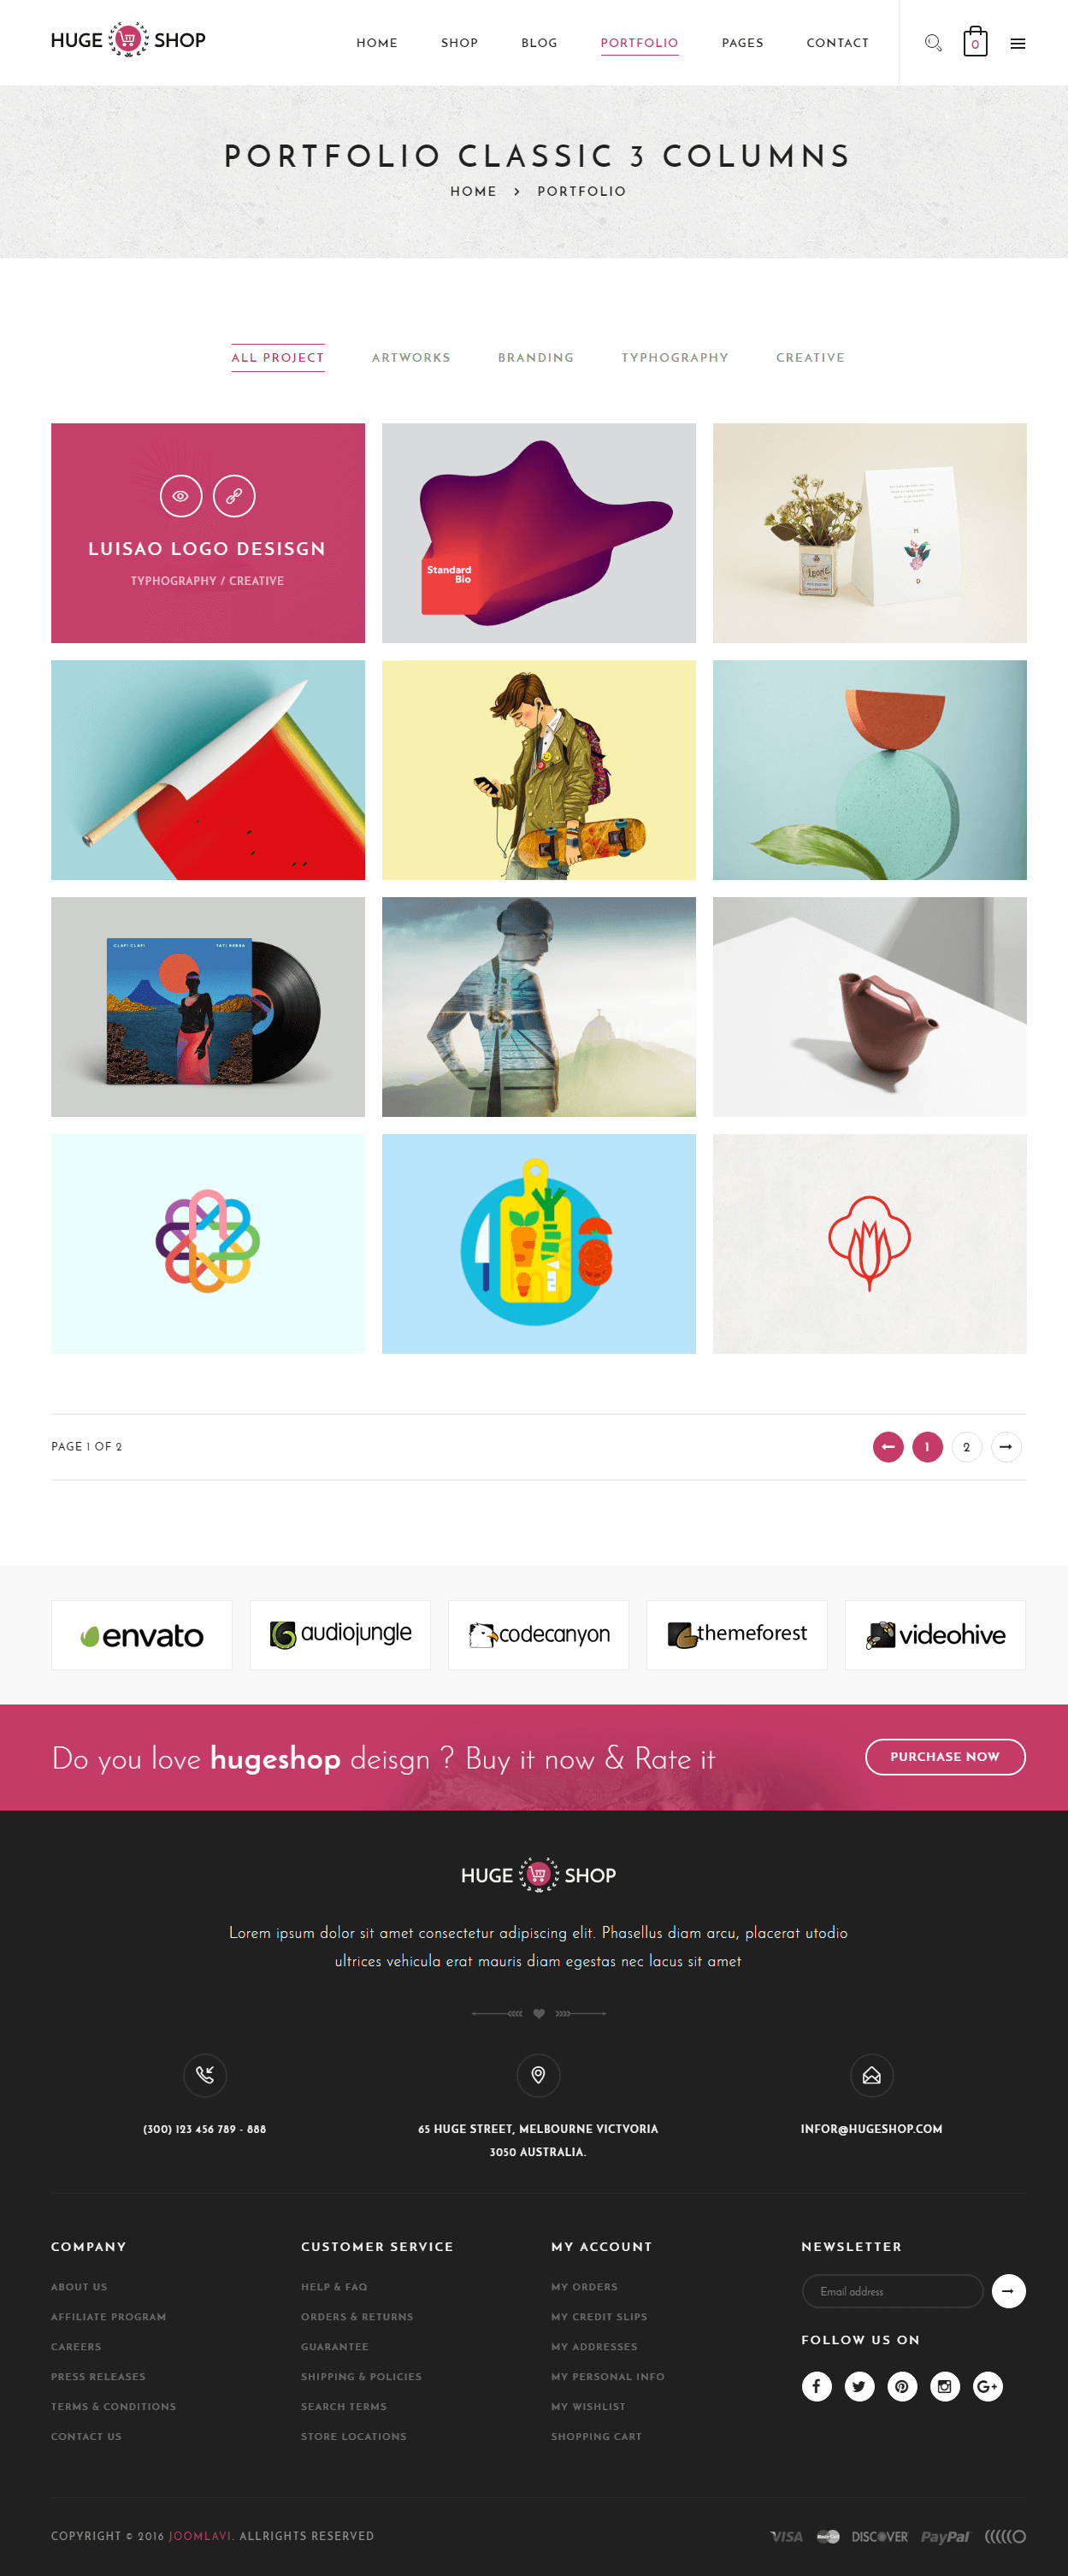 HUGE SHOP
HOME SHOP BLOG PORTFOLIO PAGES CONTACT 0
PORTFOLIO CLASSIC 3 COLUMNS
HOME > PORTFOLIO
ALL PROJECT ARTWORKS BRANDING TYPHOGRAPHY CREATIVE
LUISAO LOGO DESISGN
TYPHOGRAPHY / CREATIVE
Standard
Bio
M
D
LEONE
CLAPI CLAPI
PAGE 1 OF 2
1 2
envato audiojungle codecanyon themeforest videohive
Do you love hugeshop deisgn ? Buy it now & Rate it
PURCHASE NOW
HUGE SHOP
Lorem ipsum dolor sit amet consectetur adipiscing elit. Phasellus diam arcu, placerat utodio
ultrices vehicula erat mauris diam egestas nec lacus sit amet
(300) 123 456 789 - 888
65 HUGE STREET, MELBOURNE VICTVORIA
3050 AUSTRALIA.
INFOR@HUGESHOP.COM
COMPANY
ABOUT US
AFFILIATE PROGRAM
CAREERS
PRESS RELEASES
TERMS & CONDITIONS
CONTACT US
CUSTOMER SERVICE
HELP & FAQ
ORDERS & RETURNS
GUARANTEE
SHIPPING & POLICIES
SEARCH TERMS
STORE LOCATIONS
MY ACCOUNT
MY ORDERS
MY CREDIT SLIPS
MY ADDRESSES
MY PERSONAL INFO
MY WISHLIST
SHOPPING CART
NEWSLETTER
Email address
FOLLOW US ON
COPYRIGHT © 2016 JOOMLAVI. ALLRIGHTS RESERVED
VISA MasterCard DISCOVER PayPal